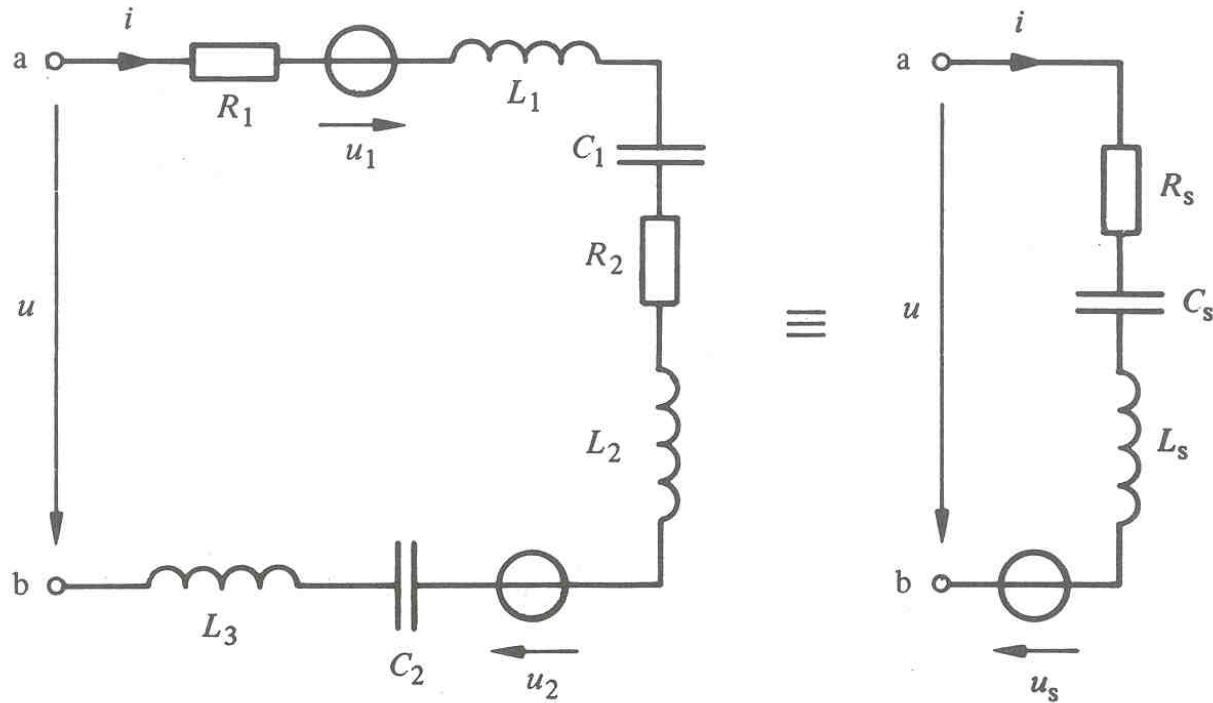 i
a
R₁
u₁
L₁
C₁
R₂
L₂
u
b
L₃
C₂
u₂
≡
i
a
Rₛ
Cₛ
Lₛ
u
b
uₛ